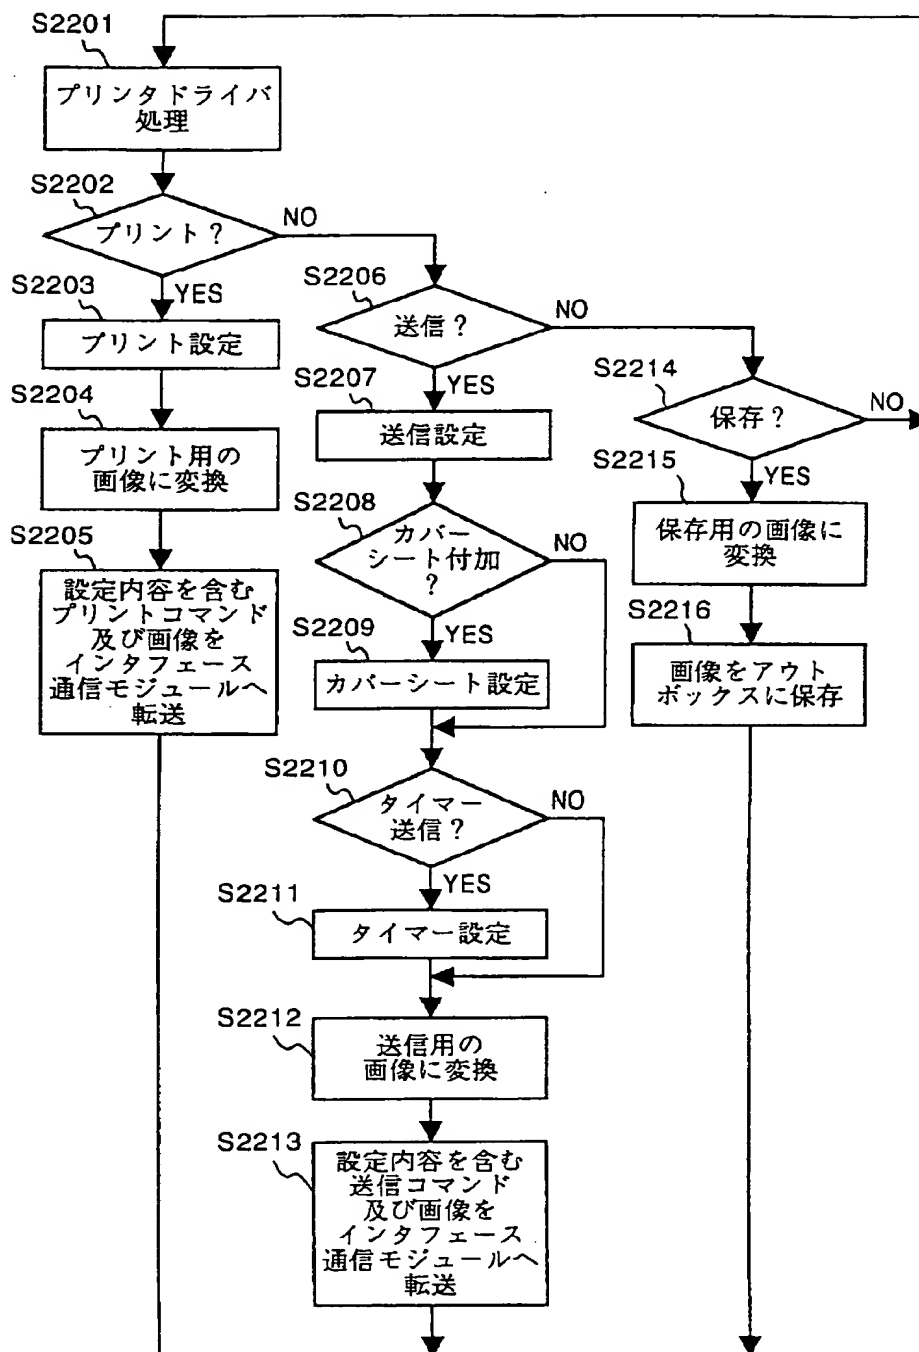 S2201
プリンタドライバ
処理
S2202
プリント？
NO
YES
S2203
プリント設定
S2204
プリント用の
画像に変換
S2205
設定内容を含む
プリントコマンド
及び画像を
インタフェース
通信モジュールへ
転送
S2206
送信？
NO
YES
S2207
送信設定
S2208
カバー
シート付加
？
NO
YES
S2209
カバーシート設定
S2210
タイマー
送信？
NO
YES
S2211
タイマー設定
S2212
送信用の
画像に変換
S2213
設定内容を含む
送信コマンド
及び画像を
インタフェース
通信モジュールへ
転送
S2214
保存？
NO
YES
S2215
保存用の画像に
変換
S2216
画像をアウト
ボックスに保存